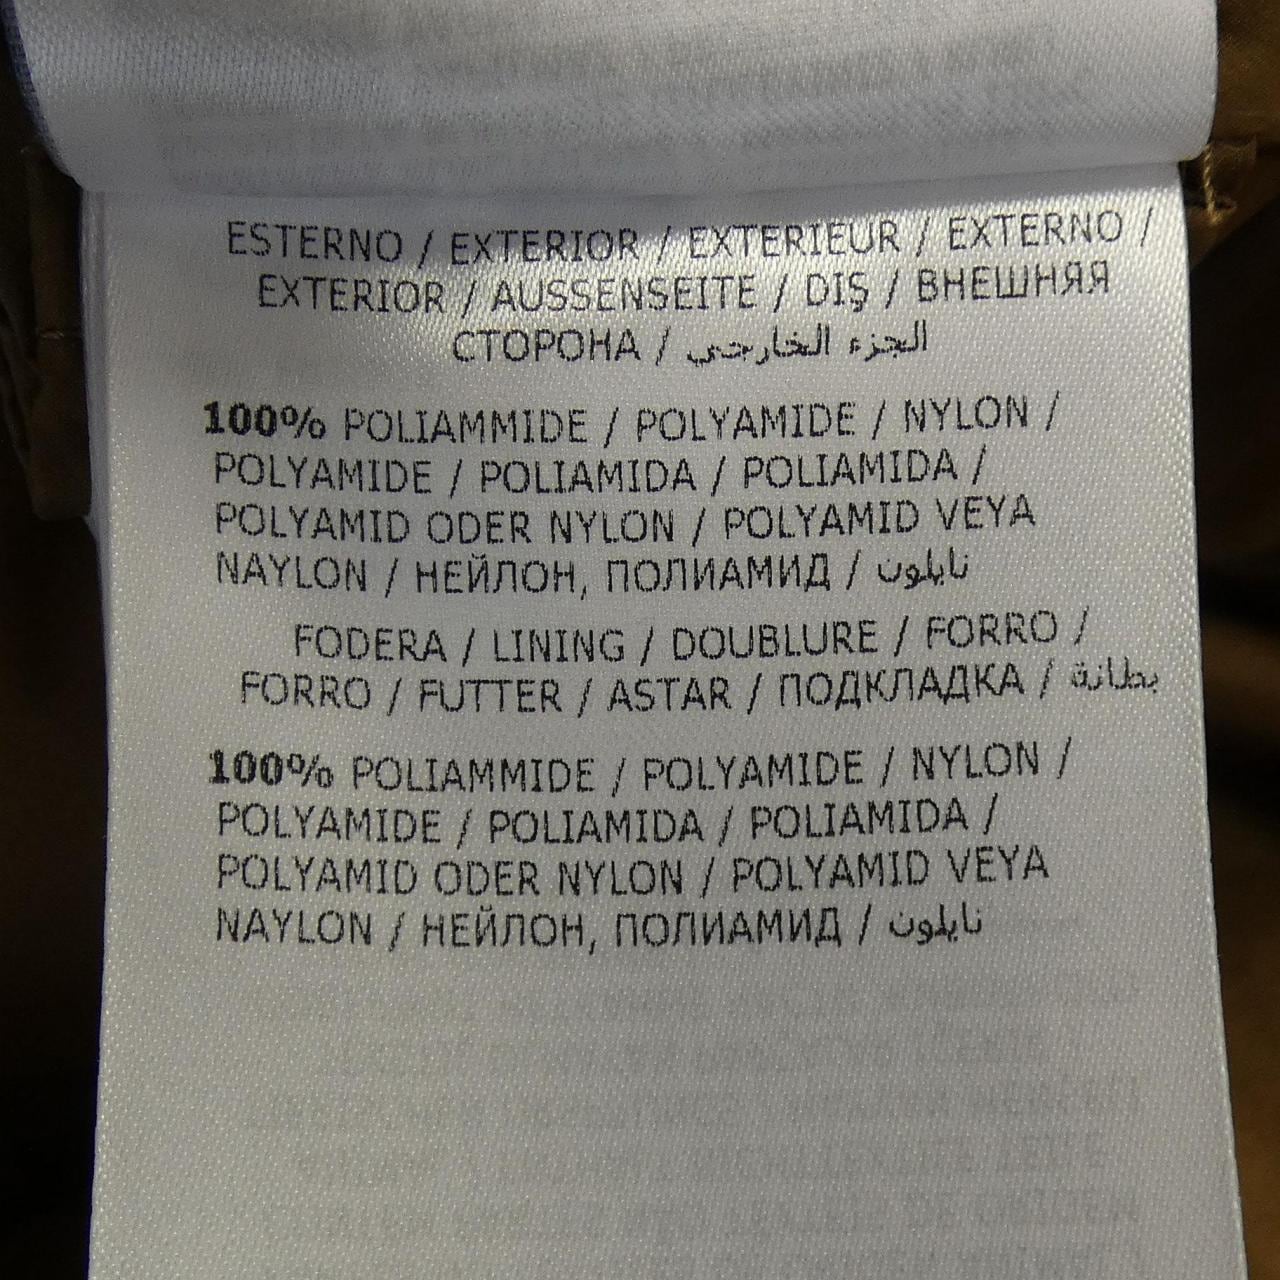 ESTERNO / EXTERIOR / EXTERIEUR / EXTERNO /
EXTERIOR / AUSSENSEITE / DIŞ / ВНЕШНЯЯ
СТОРОНА / الجزء الخارجي
100% POLIAMMIDE / POLYAMIDE / NYLON /
POLYAMIDE / POLIAMIDA / POLIAMIDA /
POLYAMID ODER NYLON / POLYAMID VEYA
NAYLON / НЕЙЛОН, ПОЛИАМИД / نايلون
FODERA / LINING / DOUBLURE / FORRO /
FORRO / FUTTER / ASTAR / ПОДКЛАДКА / بطانة
100% POLIAMMIDE / POLYAMIDE / NYLON /
POLYAMIDE / POLIAMIDA / POLIAMIDA /
POLYAMID ODER NYLON / POLYAMID VEYA
NAYLON / НЕЙЛОН, ПОЛИАМИД / نايلون